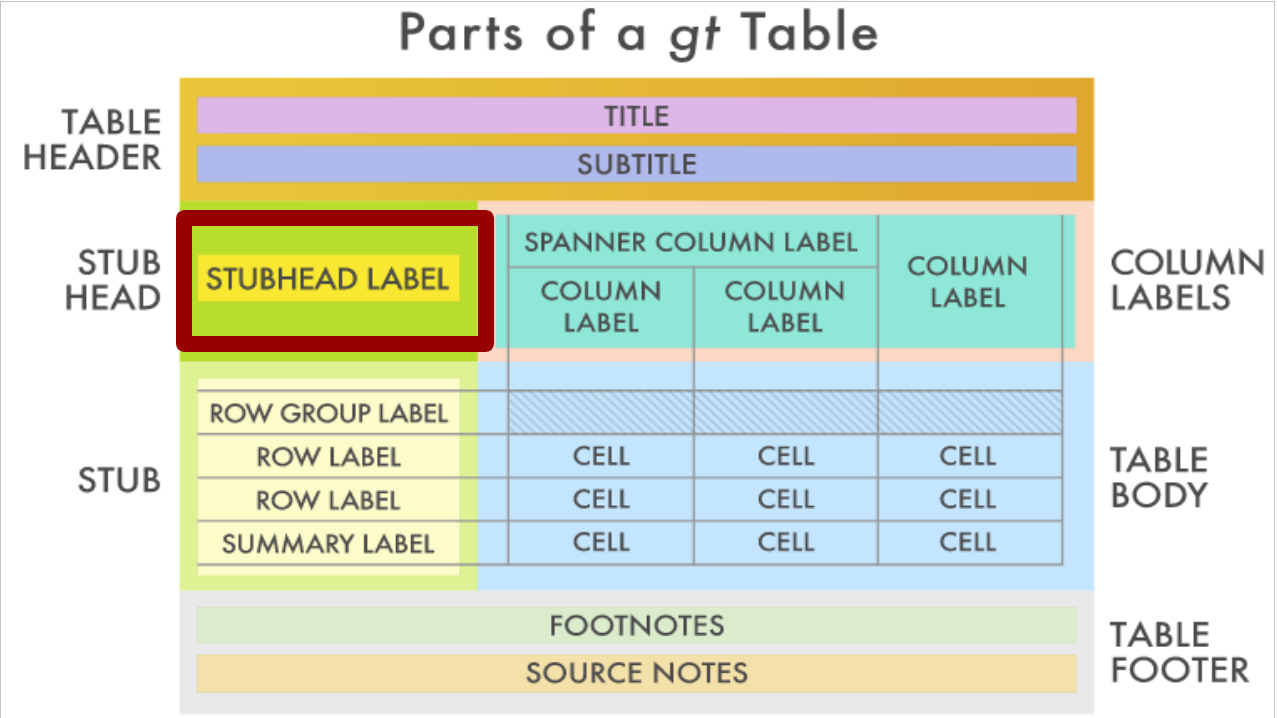 Parts of a gt Table
TABLE
HEADER
TITLE
SUBTITLE
STUB
HEAD
STUBHEAD LABEL
SPANNER COLUMN LABEL
COLUMN
LABEL
COLUMN
LABEL
COLUMN
LABEL
COLUMN
LABELS
STUB
ROW GROUP LABEL
ROW LABEL CELL CELL CELL
ROW LABEL CELL CELL CELL
SUMMARY LABEL CELL CELL CELL
TABLE
BODY
FOOTNOTES
SOURCE NOTES
TABLE
FOOTER